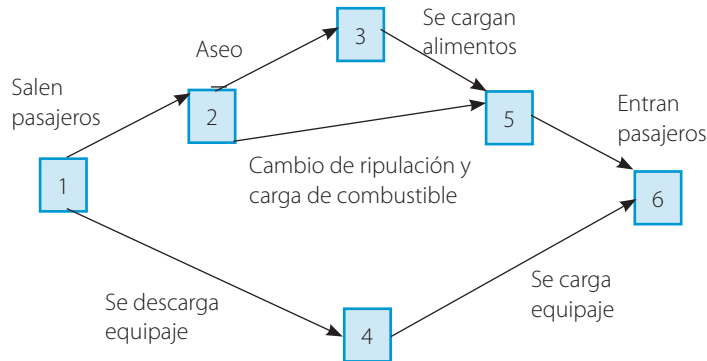 3
Se cargan
alimentos
Aseo
Salen
pasajeros
2
5
Entran
pasajeros
Cambio de ripulación y
carga de combustible
1
6
Se descarga
equipaje
Se carga
equipaje
4